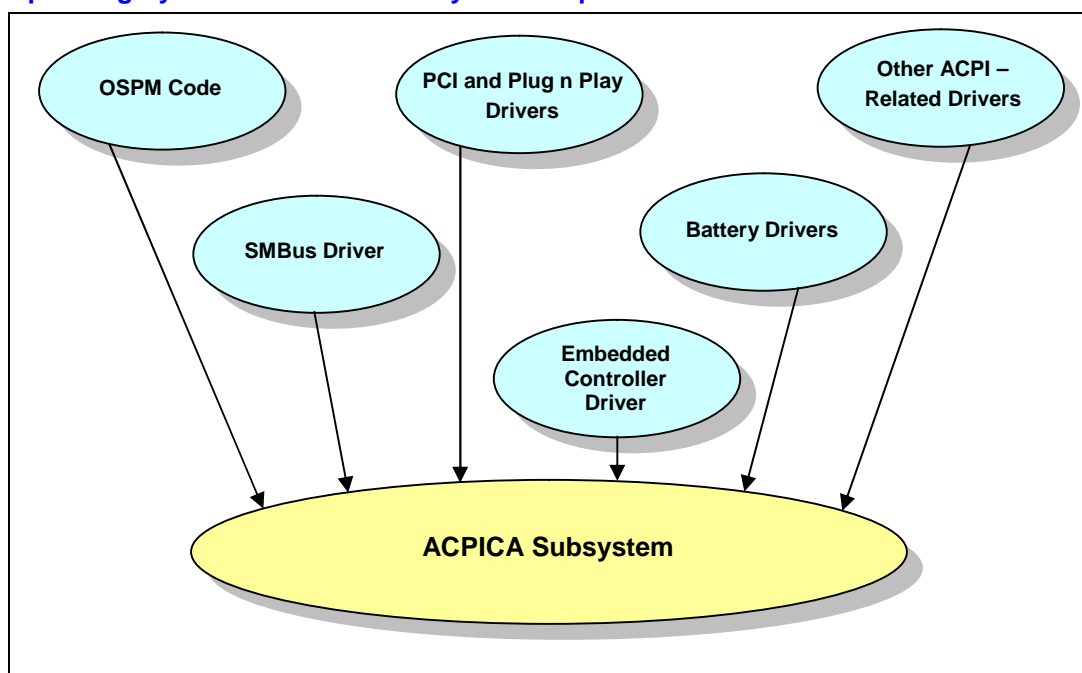 OSPM Code
PCI and Plug n Play
Drivers
Other ACPI –
Related Drivers
SMBus Driver
Battery Drivers
Embedded
Controller
Driver
ACPICA Subsystem